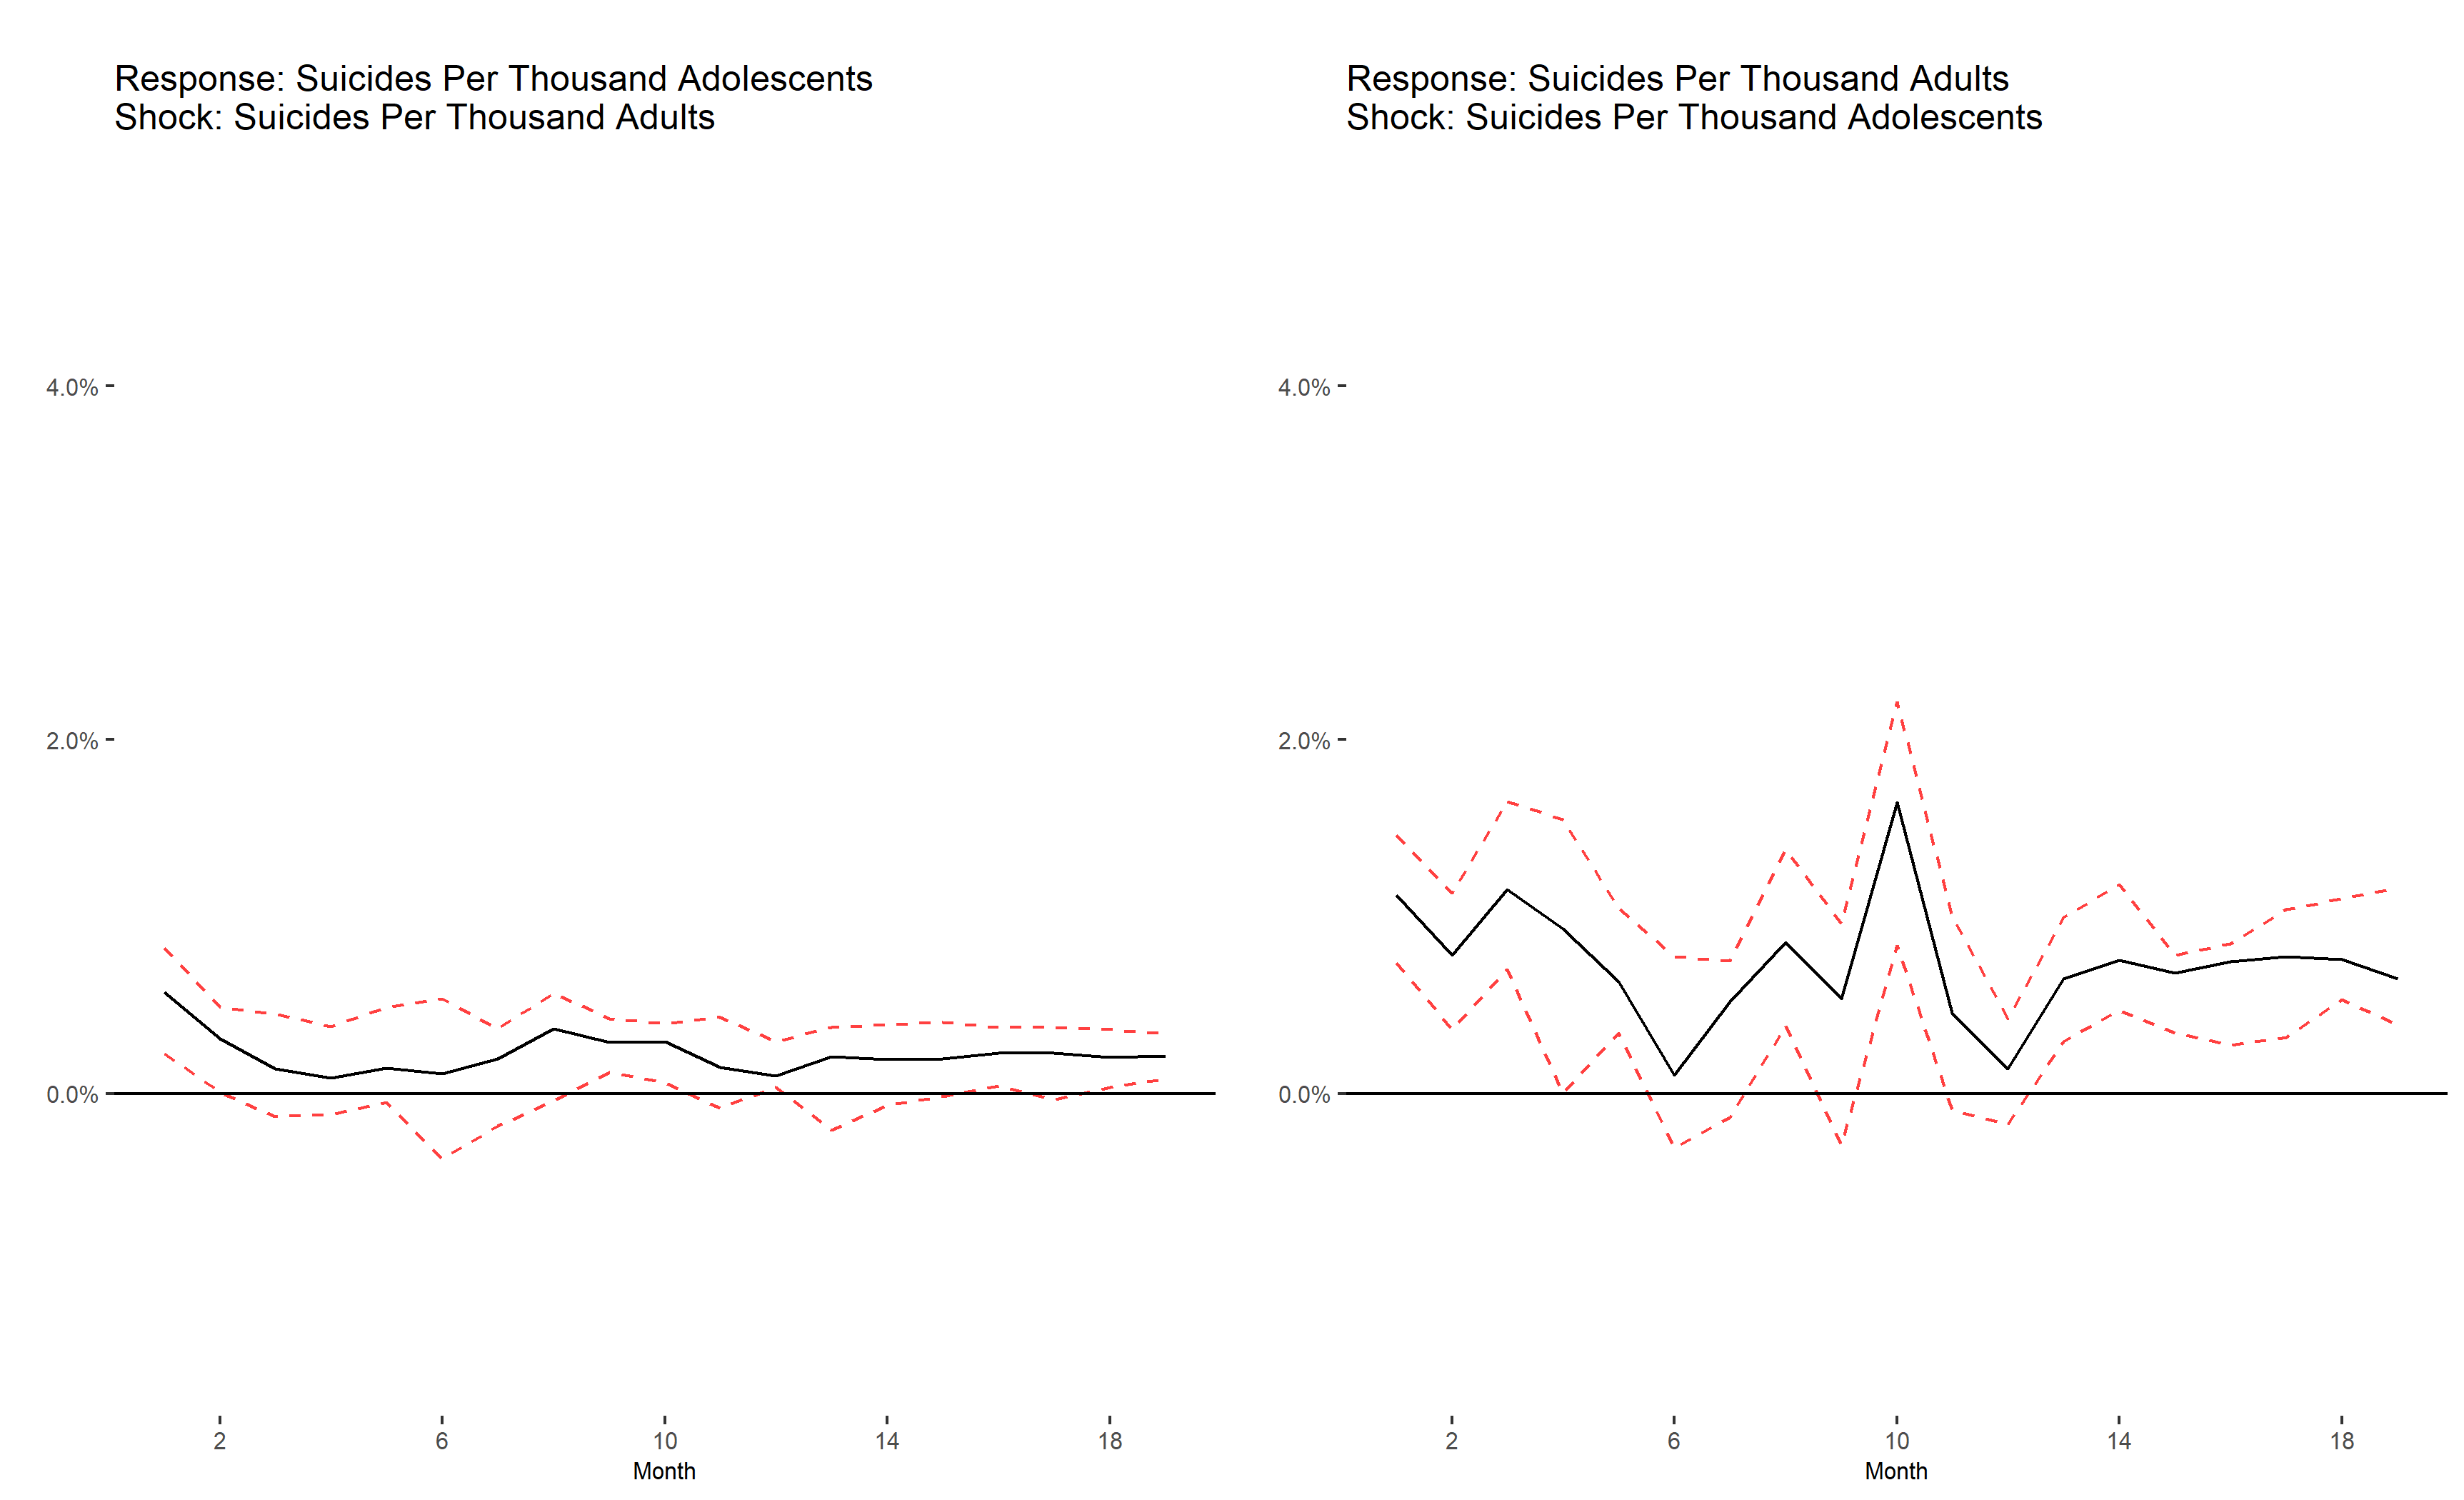 Response: Suicides Per Thousand Adolescents
Shock: Suicides Per Thousand Adults
4.0%
2.0%
0.0%
2 6 10 14 18
Month
Response: Suicides Per Thousand Adults
Shock: Suicides Per Thousand Adolescents
4.0%
2.0%
0.0%
2 6 10 14 18
Month